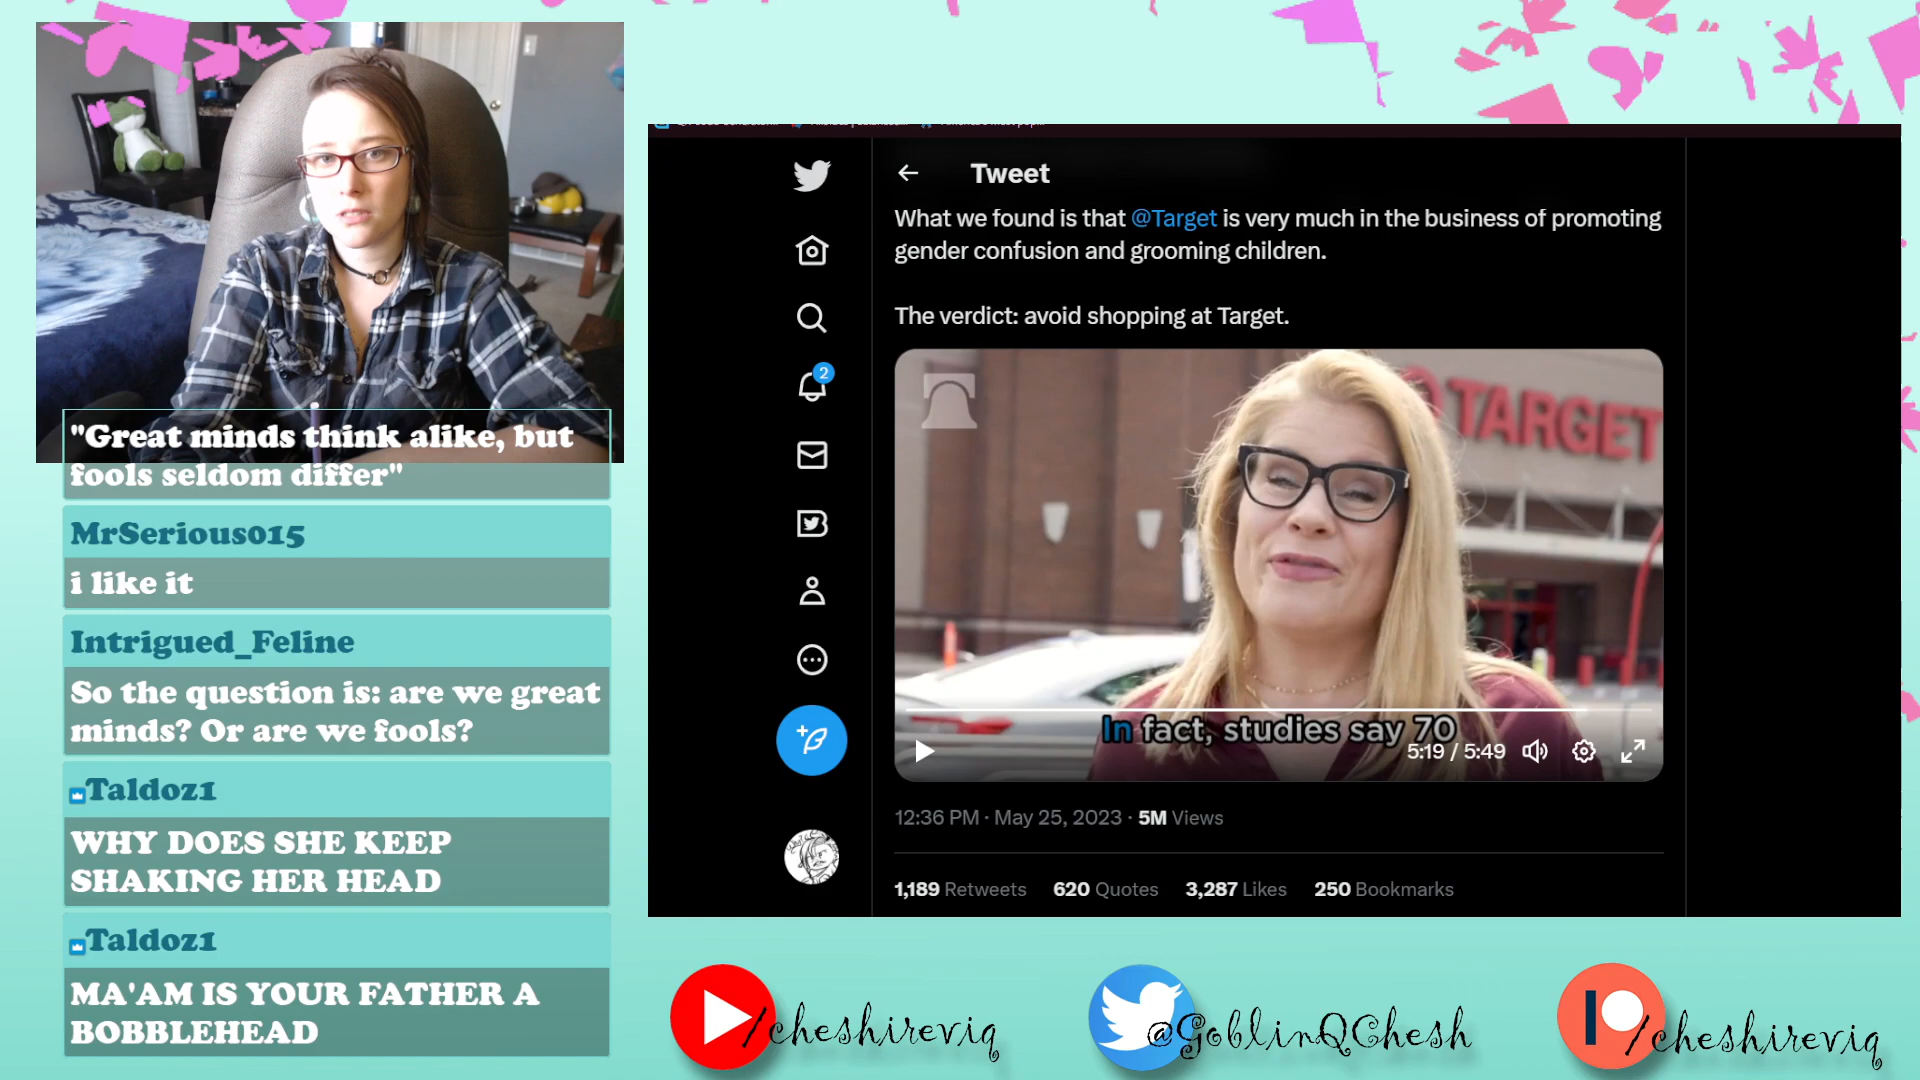 "Great minds think alike, but
fools seldom differ"
MrSerious015
i like it
Intrigued_Feline
So the question is: are we great
minds? Or are we fools?
Taldoz1
WHY DOES SHE KEEP
SHAKING HER HEAD
Taldoz1
MA'AM IS YOUR FATHER A
BOBBLEHEAD
2
Tweet
What we found is that @Target is very much in the business of promoting
gender confusion and grooming children.
The verdict: avoid shopping at Target.
TARGET
In fact, studies say 70
5:19 / 5:49
12:36 PM · May 25, 2023 · 5M Views
1,189 Retweets 620 Quotes 3,287 Likes 250 Bookmarks
/cheshireviq
@GoblinQChesh
/cheshireviq